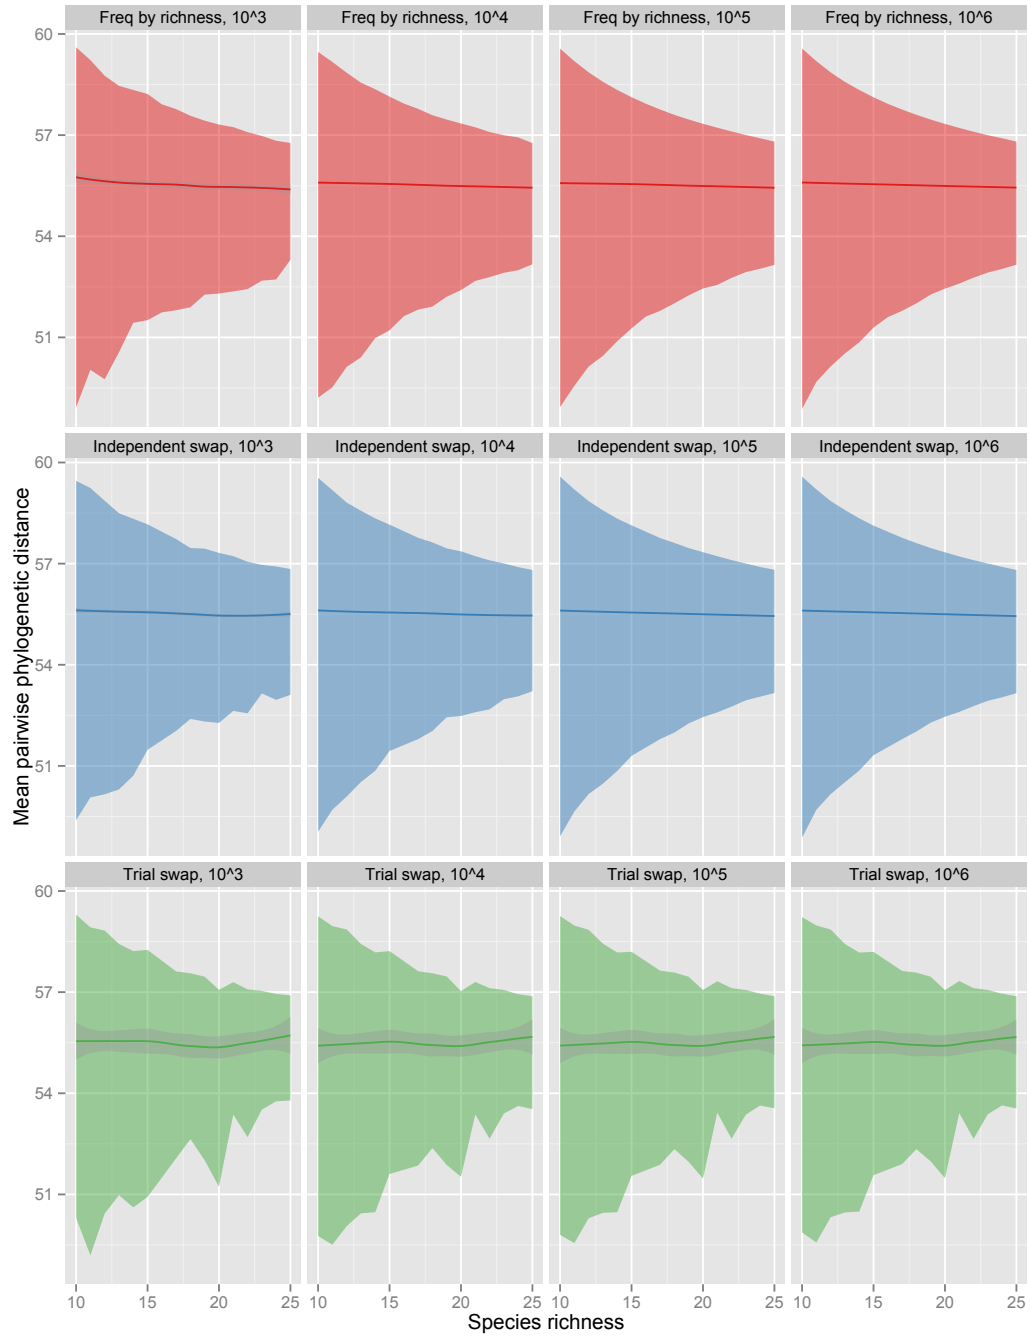 Freq by richness, 10^3
Freq by richness, 10^4
Freq by richness, 10^5
Freq by richness, 10^6
60
57
54
51
Independent swap, 10^3
Independent swap, 10^4
Independent swap, 10^5
Independent swap, 10^6
60
57
54
51
Mean pairwise phylogenetic distance
Trial swap, 10^3
Trial swap, 10^4
Trial swap, 10^5
Trial swap, 10^6
60
57
54
51
10 15 20 25
10 15 20 25
10 15 20 25
10 15 20 25
Species richness